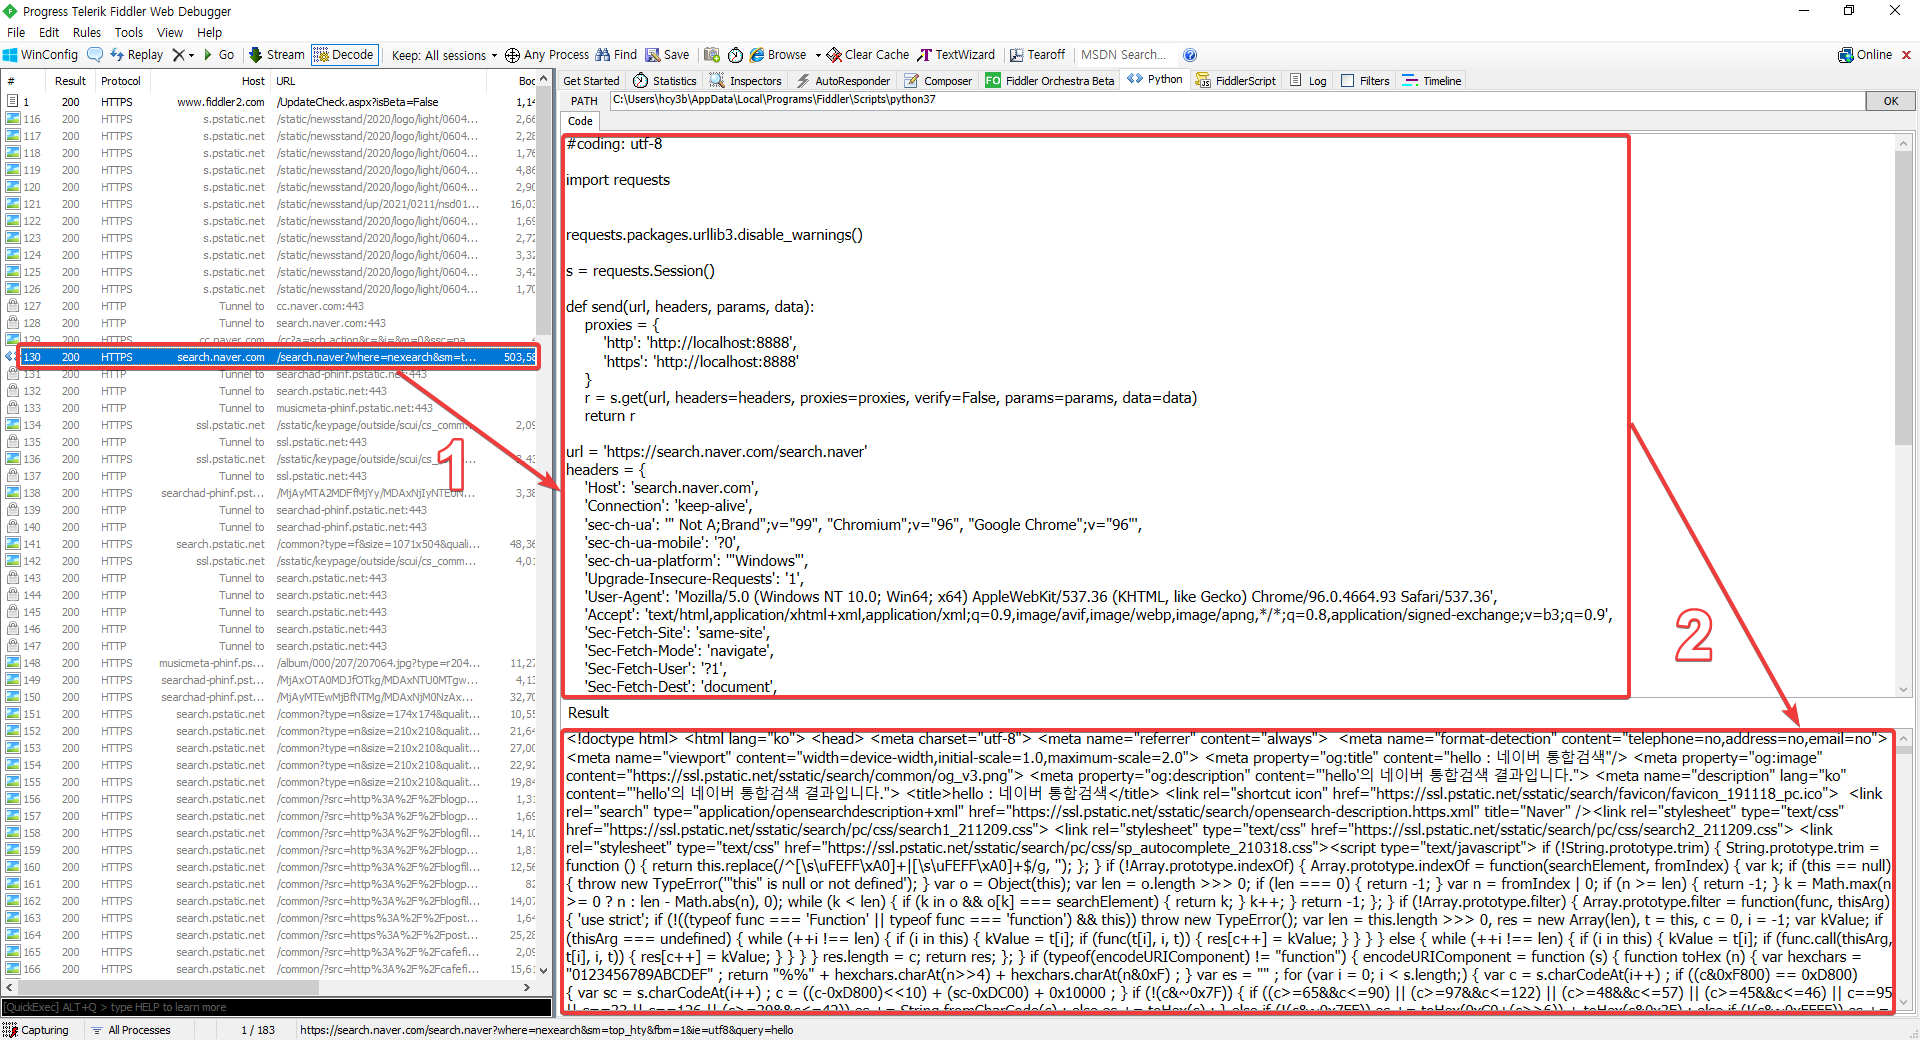 Progress Telerik Fiddler Web Debugger
File Edit Rules Tools View Help
WinConfig Replay Go Stream Decode Keep: All sessions Any Process Find Save Browse Clear Cache TextWizard Tearoff MSDN Search... Online
# Result Protocol Host URL
1 200 HTTPS www.fiddler2.com /UpdateCheck.aspx?isBeta=False 1,14
116 200 HTTPS s.pstatic.net /static/newsstand/2020/logo/light/0604... 2,66
117 200 HTTPS s.pstatic.net /static/newsstand/2020/logo/light/0604... 2,28
118 200 HTTPS s.pstatic.net /static/newsstand/2020/logo/light/0604... 1,76
119 200 HTTPS s.pstatic.net /static/newsstand/2020/logo/light/0604... 4,86
120 200 HTTPS s.pstatic.net /static/newsstand/2020/logo/light/0604... 2,90
121 200 HTTPS s.pstatic.net /static/newsstand/up/2021/0211/nsd01... 16,03
122 200 HTTPS s.pstatic.net /static/newsstand/2020/logo/light/0604... 1,69
123 200 HTTPS s.pstatic.net /static/newsstand/2020/logo/light/0604... 2,72
124 200 HTTPS s.pstatic.net /static/newsstand/2020/logo/light/0604... 3,32
125 200 HTTPS s.pstatic.net /static/newsstand/2020/logo/light/0604... 3,42
126 200 HTTPS s.pstatic.net /static/newsstand/2020/logo/light/0604... 1,70
127 200 HTTP Tunnel to cc.naver.com:443
128 200 HTTP Tunnel to search.naver.com:443
129 200 HTTPS cc.naver.com
130 200 HTTPS search.naver.com /search.naver?where=nexearch&sm=t... 503,58
131 200 HTTP Tunnel to searchad-phinf.pstatic.net:443
132 200 HTTP Tunnel to search.pstatic.net:443
133 200 HTTP Tunnel to musicmeta-phinf.pstatic.net:443
134 200 HTTPS ssl.pstatic.net /sstatic/keypage/outside/scui/cs_comm... 2,09
135 200 HTTP Tunnel to ssl.pstatic.net:443
136 200 HTTPS ssl.pstatic.net /sstatic/keypage/outside/scui/cs_
137 200 HTTP Tunnel to ssl.pstatic.net:443
138 200 HTTPS searchad-phinf.pst... 3,38
139 200 HTTP Tunnel to searchad-phinf.pstatic.net:443
140 200 HTTP Tunnel to searchad-phinf.pstatic.net:443
141 200 HTTPS search.pstatic.net /common?type=f&size=1071x504&quali... 48,36
142 200 HTTPS ssl.pstatic.net /sstatic/keypage/outside/scui/cs_comm... 4,01
143 200 HTTP Tunnel to search.pstatic.net:443
144 200 HTTP Tunnel to search.pstatic.net:443
145 200 HTTP Tunnel to search.pstatic.net:443
146 200 HTTP Tunnel to search.pstatic.net:443
147 200 HTTP Tunnel to search.pstatic.net:443
148 200 HTTPS musicmeta-phinf.ps... /album/000/207/207064.jpg?type=r204... 11,27
149 200 HTTPS searchad-phinf.pst... /MjAxOTA0MDJfOTkg/MDAxNTU0MTgw... 4,13
150 200 HTTPS searchad-phinf.pst... /MjAyMTEwMjBfNTMg/MDAxNjM0NzAx... 32,70
151 200 HTTPS search.pstatic.net /common?type=n&size=174x174&qualit... 10,55
152 200 HTTPS search.pstatic.net /common?type=n&size=210x210&qualit... 21,64
153 200 HTTPS search.pstatic.net /common?type=n&size=210x210&qualit... 27,00
154 200 HTTPS search.pstatic.net /common?type=n&size=210x210&qualit... 22,92
155 200 HTTPS search.pstatic.net /common?type=n&size=210x210&qualit... 19,84
156 200 HTTPS search.pstatic.net /common/?src=http%3A%2F%2Fblogp... 1,31
157 200 HTTPS search.pstatic.net /common/?src=http%3A%2F%2Fblogp... 1,69
158 200 HTTPS search.pstatic.net /common/?src=http%3A%2F%2Fblogfil... 14,10
159 200 HTTPS search.pstatic.net /common/?src=http%3A%2F%2Fblogp... 1,81
160 200 HTTPS search.pstatic.net /common/?src=http%3A%2F%2Fblogfil... 12,56
161 200 HTTPS search.pstatic.net /common/?src=http%3A%2F%2Fblogp... 82
162 200 HTTPS search.pstatic.net /common/?src=http%3A%2F%2Fblogfil... 14,07
163 200 HTTPS search.pstatic.net /common/?src=https%3A%2F%2Fpost... 1,64
164 200 HTTPS search.pstatic.net /common/?src=https%3A%2F%2Fpost... 25,28
165 200 HTTPS search.pstatic.net /common/?src=http%3A%2F%2Fcafefi... 2,09
166 200 HTTPS search.pstatic.net /common/?src=http%3A%2F%2Fcafefi... 15,61
[QuickExec] ALT+Q > type HELP to learn more
Get Started Statistics Inspectors AutoResponder Composer FO Fiddler Orchestra Beta Python FiddlerScript Log Filters Timeline
PATH C:\Users\hcy3b\AppData\Local\Programs\Fiddler\Scripts\python37 OK
Code
#coding: utf-8
import requests
requests.packages.urllib3.disable_warnings()
s = requests.Session()
def send(url, headers, params, data):
proxies = {
'http': 'http://localhost:8888',
'https': 'http://localhost:8888'
}
r = s.get(url, headers=headers, proxies=proxies, verify=False, params=params, data=data)
return r
url = 'https://search.naver.com/search.naver'
headers = {
'Host': 'search.naver.com',
'Connection': 'keep-alive',
'sec-ch-ua': '" Not A;Brand";v="99", "Chromium";v="96", "Google Chrome";v="96"',
'sec-ch-ua-mobile': '?0',
'sec-ch-ua-platform': '"Windows"',
'Upgrade-Insecure-Requests': '1',
'User-Agent': 'Mozilla/5.0 (Windows NT 10.0; Win64; x64) AppleWebKit/537.36 (KHTML, like Gecko) Chrome/96.0.4664.93 Safari/537.36',
'Accept': 'text/html,application/xhtml+xml,application/xml;q=0.9,image/avif,image/webp,image/apng,*/*;q=0.8,application/signed-exchange;v=b3;q=0.9',
'Sec-Fetch-Site': 'same-site',
'Sec-Fetch-Mode': 'navigate',
'Sec-Fetch-User': '?1',
'Sec-Fetch-Dest': 'document',
1
2
Result
<!doctype html> <html lang="ko"> <head> <meta charset="utf-8"> <meta name="referrer" content="always"> <meta name="format-detection" content="telephone=no,address=no,email=no">
<meta name="viewport" content="width=device-width,initial-scale=1.0,maximum-scale=2.0"> <meta property="og:title" content="hello : 네이버 통합검색"/> <meta property="og:image"
content="https://ssl.pstatic.net/sstatic/search/common/og_v3.png"> <meta property="og:description" content="'hello'의 네이버 통합검색 결과입니다."> <meta name="description" lang="ko"
content="'hello'의 네이버 통합검색 결과입니다."> <title>hello : 네이버 통합검색</title> <link rel="shortcut icon" href="https://ssl.pstatic.net/sstatic/search/favicon/favicon_191118_pc.ico"> <link
rel="search" type="application/opensearchdescription+xml" href="https://ssl.pstatic.net/sstatic/search/opensearch-description.https.xml" title="Naver" /><link rel="stylesheet" type="text/css"
href="https://ssl.pstatic.net/sstatic/search/pc/css/search1_211209.css"> <link rel="stylesheet" type="text/css" href="https://ssl.pstatic.net/sstatic/search/pc/css/search2_211209.css"> <link
rel="stylesheet" type="text/css" href="https://ssl.pstatic.net/sstatic/search/pc/css/sp_autocomplete_210318.css"><script type="text/javascript"> if (!String.prototype.trim) { String.prototype.trim =
function () { return this.replace(/^[\s\uFEFF\xA0]+|[\s\uFEFF\xA0]+$/g, ''); }; } if (!Array.prototype.indexOf) { Array.prototype.indexOf = function(searchElement, fromIndex) { var k; if (this == null)
{ throw new TypeError('"this" is null or not defined'); } var o = Object(this); var len = o.length >>> 0; if (len === 0) { return -1; } var n = fromIndex | 0; if (n >= len) { return -1; } k = Math.max(n
>= 0 ? n : len - Math.abs(n), 0); while (k < len) { if (k in o && o[k] === searchElement) { return k; } k++; } return -1; }; } if (!Array.prototype.filter) { Array.prototype.filter = function(func, thisArg)
{ 'use strict'; if (!((typeof func === 'Function' || typeof func === 'function') && this)) throw new TypeError(); var len = this.length >>> 0, res = new Array(len), t = this, c = 0, i = -1; var kValue; if
(thisArg === undefined) { while (++i !== len) { if (i in this) { kValue = t[i]; if (func(t[i], i, t)) { res[c++] = kValue; } } } } else { while (++i !== len) { if (i in this) { kValue = t[i]; if (func.call(thisArg,
t[i], i, t)) { res[c++] = kValue; } } } } res.length = c; return res; }; } if (typeof(encodeURIComponent) != "function") { encodeURIComponent = function (s) { function toHex (n) { var hexchars =
"0123456789ABCDEF" ; return "%%" + hexchars.charAt(n>>4) + hexchars.charAt(n&0xF) ; } var es = "" ; for (var i = 0; i < s.length;) { var c = s.charCodeAt(i++) ; if ((c&0xF800) == 0xD800)
{ var sc = s.charCodeAt(i++) ; c = ((c-0xD800)<<10) + (sc-0xDC00) + 0x10000 ; } if (!(c&~0x7F)) { if ((c>=65&&c<=90) || (c>=97&&c<=122) || (c>=48&&c<=57) || (c>=45&&c<=46) || c==95
Capturing All Processes 1 / 183 https://search.naver.com/search.naver?where=nexearch&sm=top_hty&fbm=1&ie=utf8&query=hello